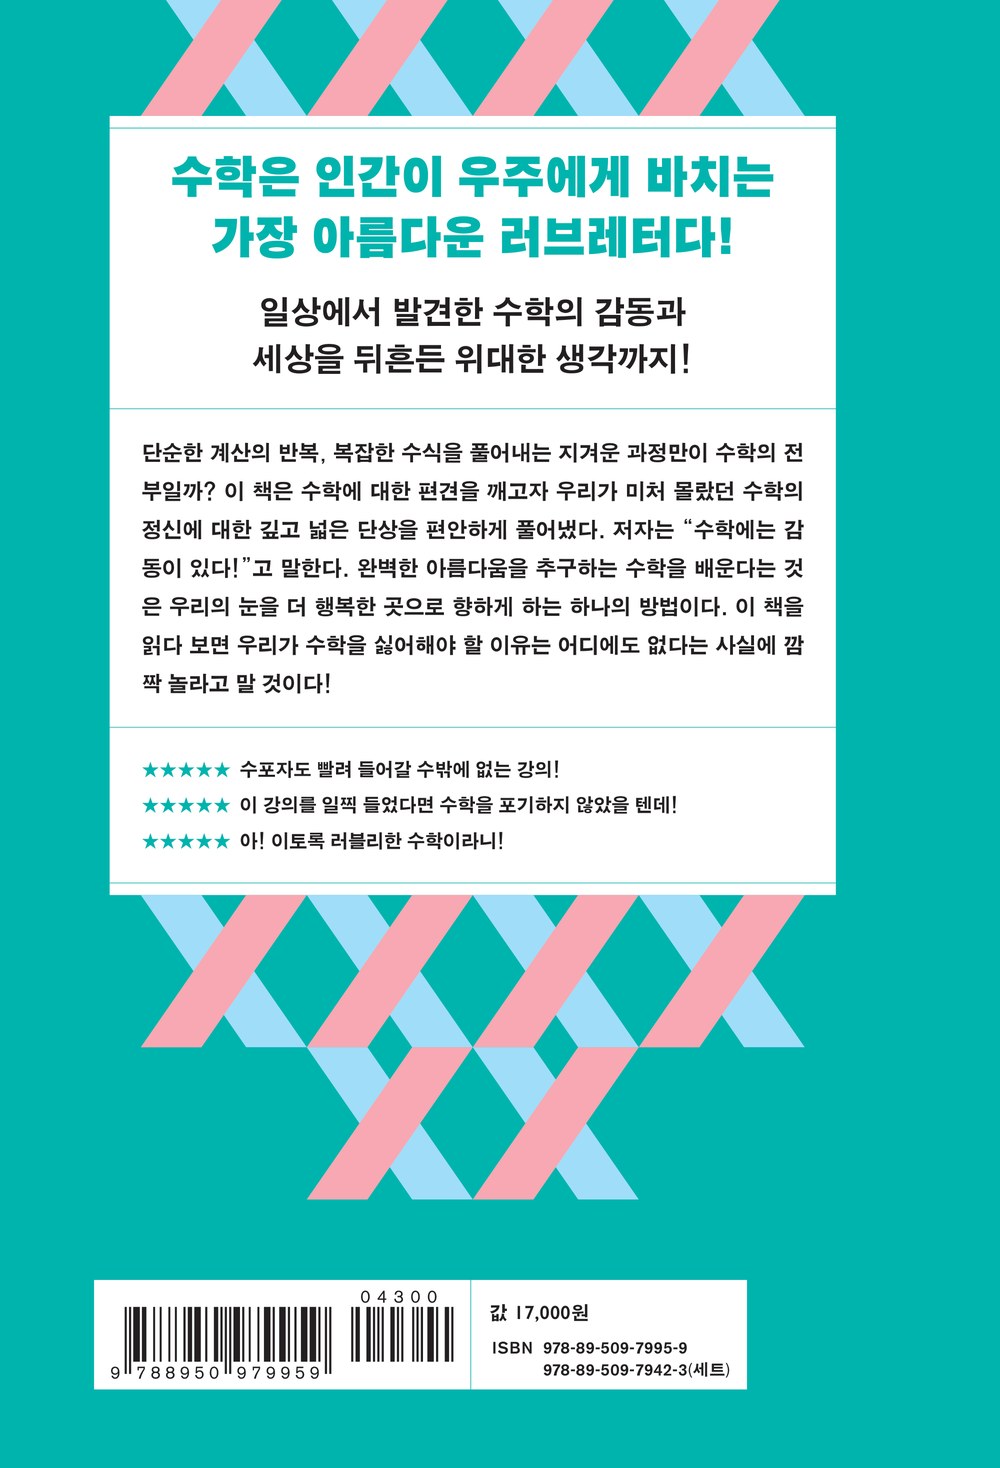 수학은 인간이 우주에게 바치는
가장 아름다운 러브레터다!
일상에서 발견한 수학의 감동과
세상을 뒤흔든 위대한 생각까지!
단순한 계산의 반복, 복잡한 수식을 풀어내는 지겨운 과정만이 수학의 전
부일까? 이 책은 수학에 대한 편견을 깨고자 우리가 미처 몰랐던 수학의
정신에 대한 깊고 넓은 단상을 편안하게 풀어냈다. 저자는 “수학에는 감
동이 있다!”고 말한다. 완벽한 아름다움을 추구하는 수학을 배운다는 것
은 우리의 눈을 더 행복한 곳으로 향하게 하는 하나의 방법이다. 이 책을
읽다 보면 우리가 수학을 싫어해야 할 이유는 어디에도 없다는 사실에 깜
짝 놀라고 말 것이다!
★★★★★ 수포자도 빨려 들어갈 수밖에 없는 강의!
★★★★★ 이 강의를 일찍 들었다면 수학을 포기하지 않았을 텐데!
★★★★★ 아! 이토록 러블리한 수학이라니!
04300
9 788950 979959
값 17,000원
ISBN 978-89-509-7995-9
978-89-509-7942-3(세트)